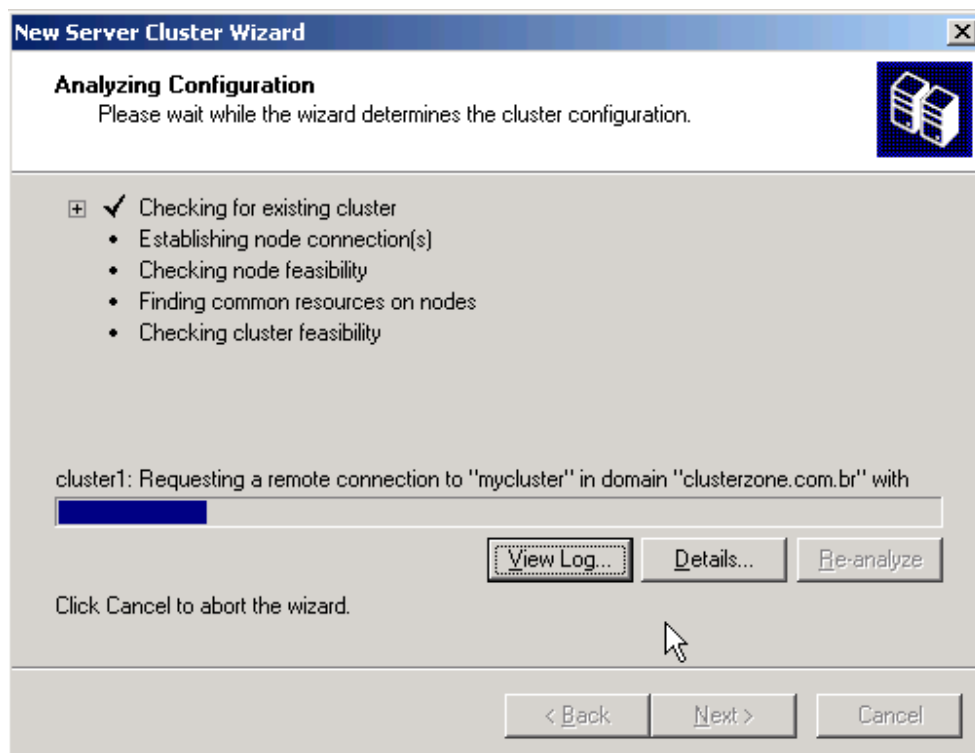 New Server Cluster Wizard
Analyzing Configuration
Please wait while the wizard determines the cluster configuration.
Checking for existing cluster
Establishing node connection(s)
Checking node feasibility
Finding common resources on nodes
Checking cluster feasibility
cluster1: Requesting a remote connection to "mycluster" in domain "clusterzone.com.br" with
View Log... Details... Re-analyze
Click Cancel to abort the wizard.
< Back Next > Cancel